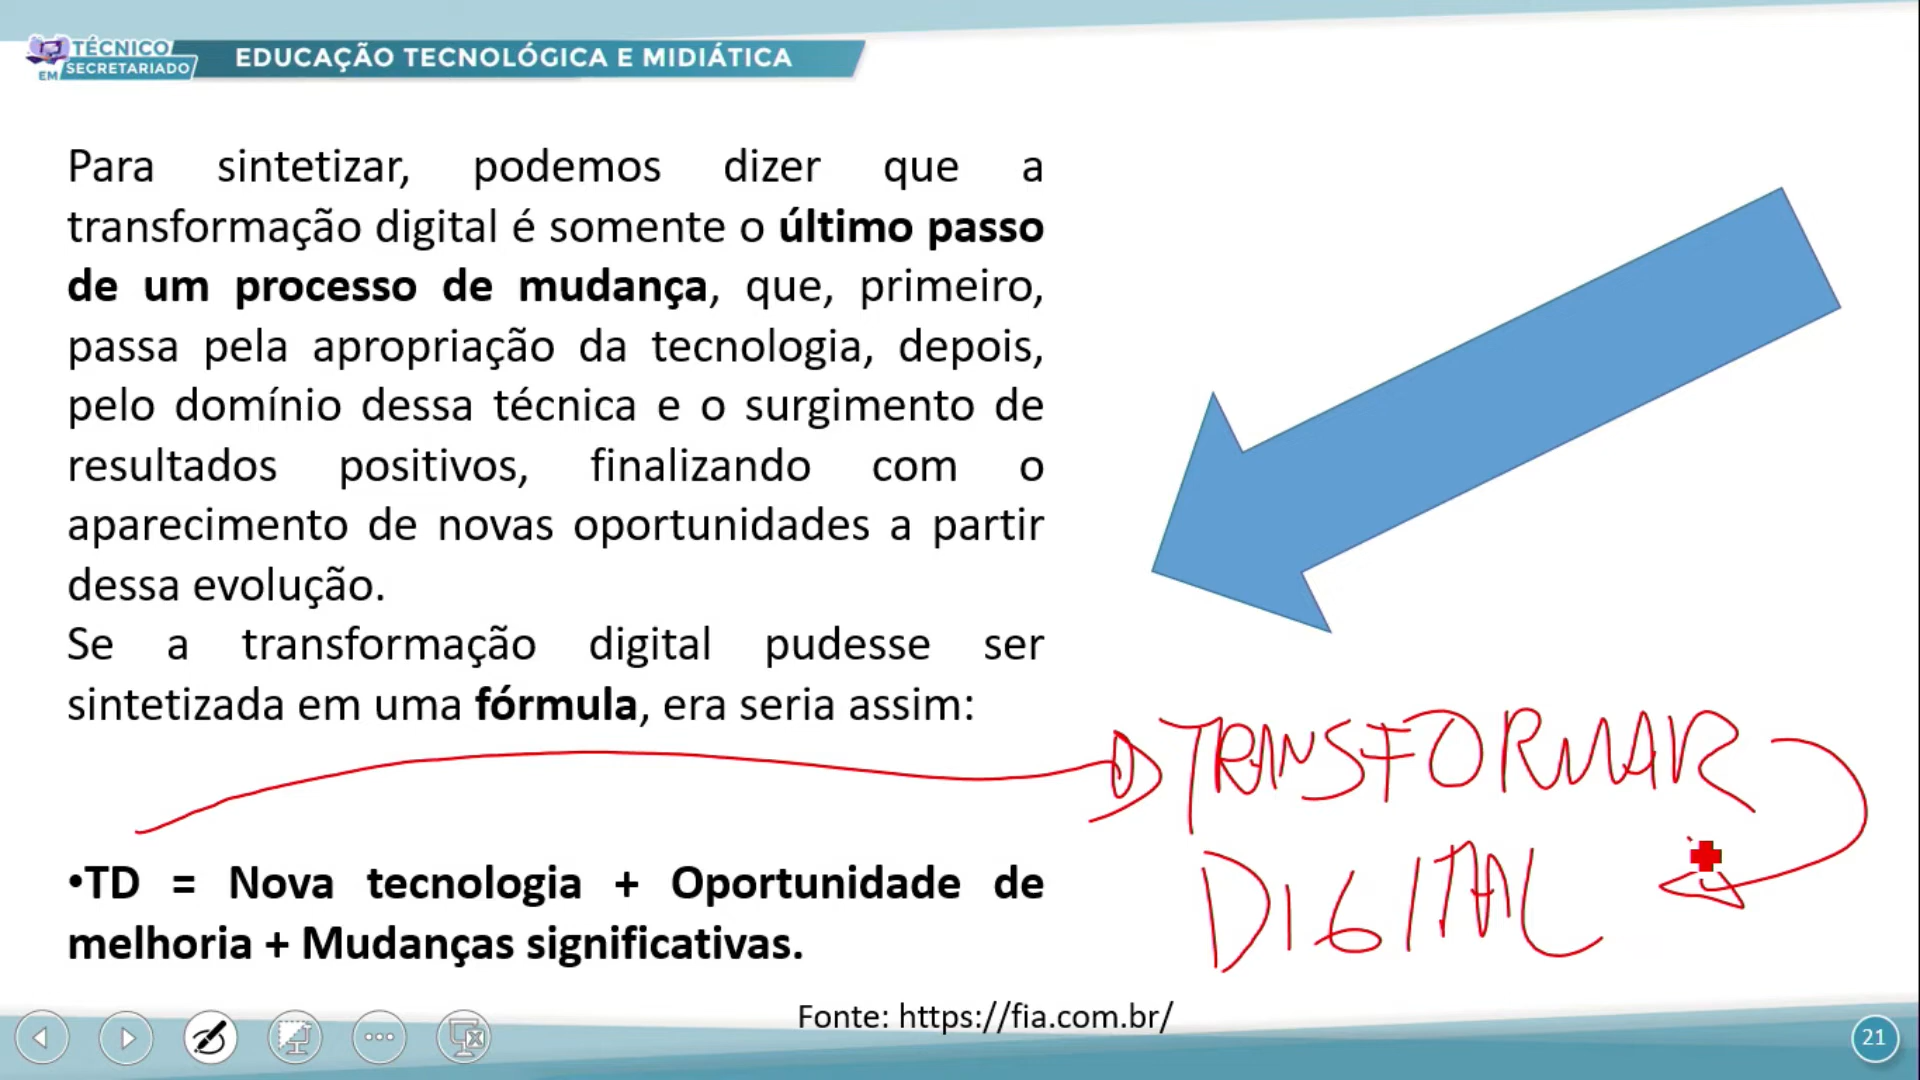 TÉCNICO
EM SECRETARIADO
EDUCAÇÃO TECNOLÓGICA E MIDIÁTICA
Para sintetizar, podemos dizer que a
transformação digital é somente o último passo
de um processo de mudança, que, primeiro,
passa pela apropriação da tecnologia, depois,
pelo domínio dessa técnica e o surgimento de
resultados positivos, finalizando com o
aparecimento de novas oportunidades a partir
dessa evolução.
Se a transformação digital pudesse ser
sintetizada em uma fórmula, era seria assim:
TRANSFORMAR
DIGITAL
•TD = Nova tecnologia + Oportunidade de
melhoria + Mudanças significativas.
Fonte: https://fia.com.br/
21